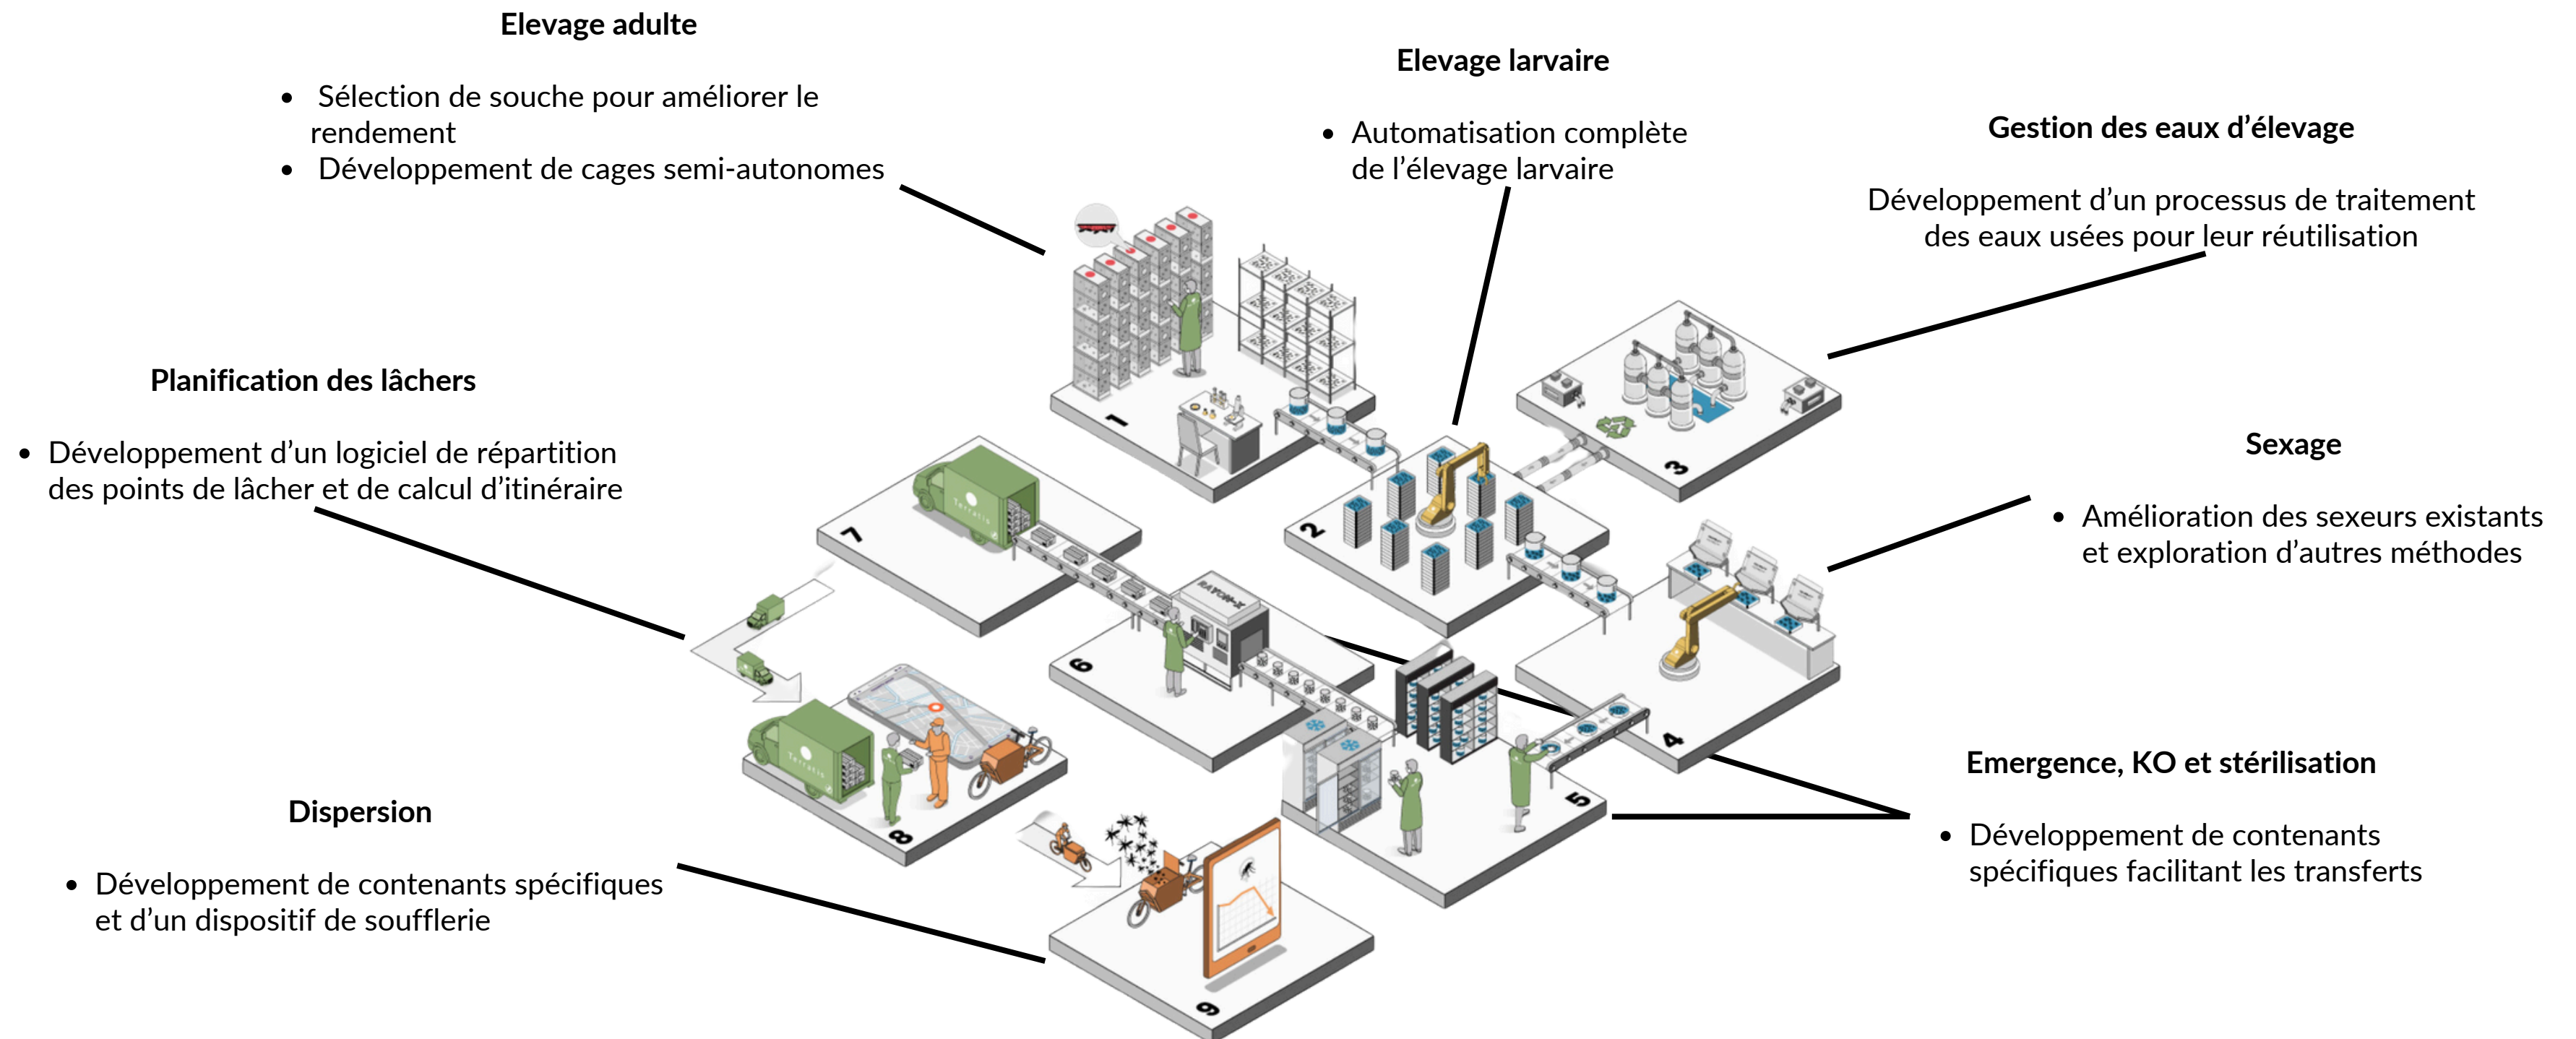 Elevage adulte
• Sélection de souche pour améliorer le
rendement
• Développement de cages semi-autonomes
Elevage larvaire
• Automatisation complète
de l’élevage larvaire
Gestion des eaux d’élevage
Développement d’un processus de traitement
des eaux usées pour leur réutilisation
Planification des lâchers
• Développement d’un logiciel de répartition
des points de lâcher et de calcul d’itinéraire
Sexage
• Amélioration des sexeurs existants
et exploration d’autres méthodes
Emergence, KO et stérilisation
• Développement de contenants
spécifiques facilitant les transferts
Dispersion
• Développement de contenants spécifiques
et d’un dispositif de soufflerie
1
2
3
4
5
6
RAYON-X
7
Terratis
8
Terratis
9